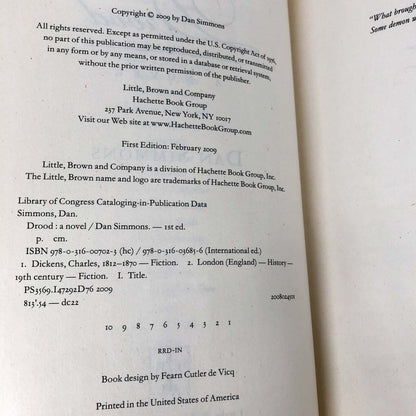 Copyright © 2009 by Dan Simmons
All rights reserved. Except as permitted under the U.S. Copyright Act of 1976,
no part of this publication may be reproduced, distributed, or transmitted
in any form or by any means, or stored in a database or retrieval system,
without the prior written permission of the publisher.
Little, Brown and Company
Hachette Book Group
237 Park Avenue, New York, NY 10017
Visit our Web site at www.HachetteBookGroup.com
First Edition: February 2009
Little, Brown and Company is a division of Hachette Book Group, Inc.
The Little, Brown name and logo are trademarks of Hachette Book Group, Inc.
Library of Congress Cataloging-in-Publication Data
Simmons, Dan.
Drood : a novel / Dan Simmons. — 1st ed.
p. cm.
ISBN 978-0-316-00702-3 (hc) / 978-0-316-03685-6 (International ed.)
1. Dickens, Charles, 1812–1870 — Fiction. 2. London (England) — History —
19th century — Fiction. I. Title.
PS3569.I47292D76 2009
813'.54 — dc22
10 9 8 7 6 5 4 3 2 1
RRD-IN
Book design by Fearn Cutler de Vicq
Printed in the United States of America
"What brough
Some demon w